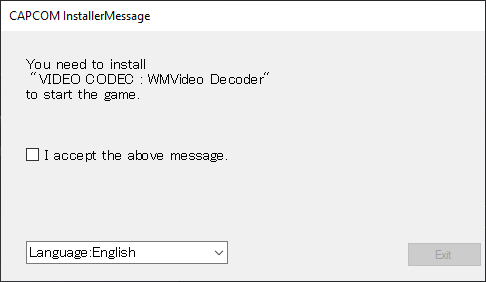 CAPCOM InstallerMessage
You need to install
“VIDEO CODEC : WMVideo Decoder“
to start the game.
I accept the above message.
Language:English
Exit